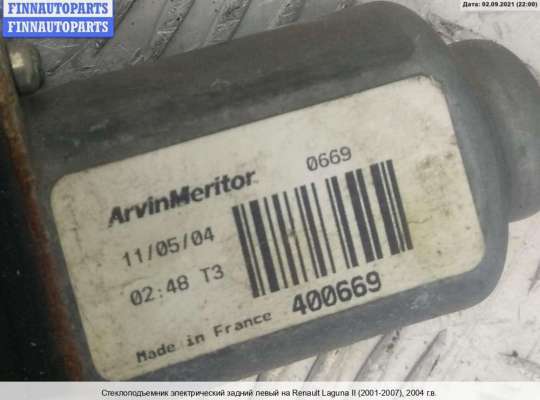 FINNAUTOPARTS
FINNAUTOPARTS
Дата: 02.09.2021 (22:00)
ArvinMeritor
0669
11/05/04
02:48 T3
400669
Made in France
Стеклоподъемник электрический задний левый на Renault Laguna II (2001-2007), 2004 г.в.